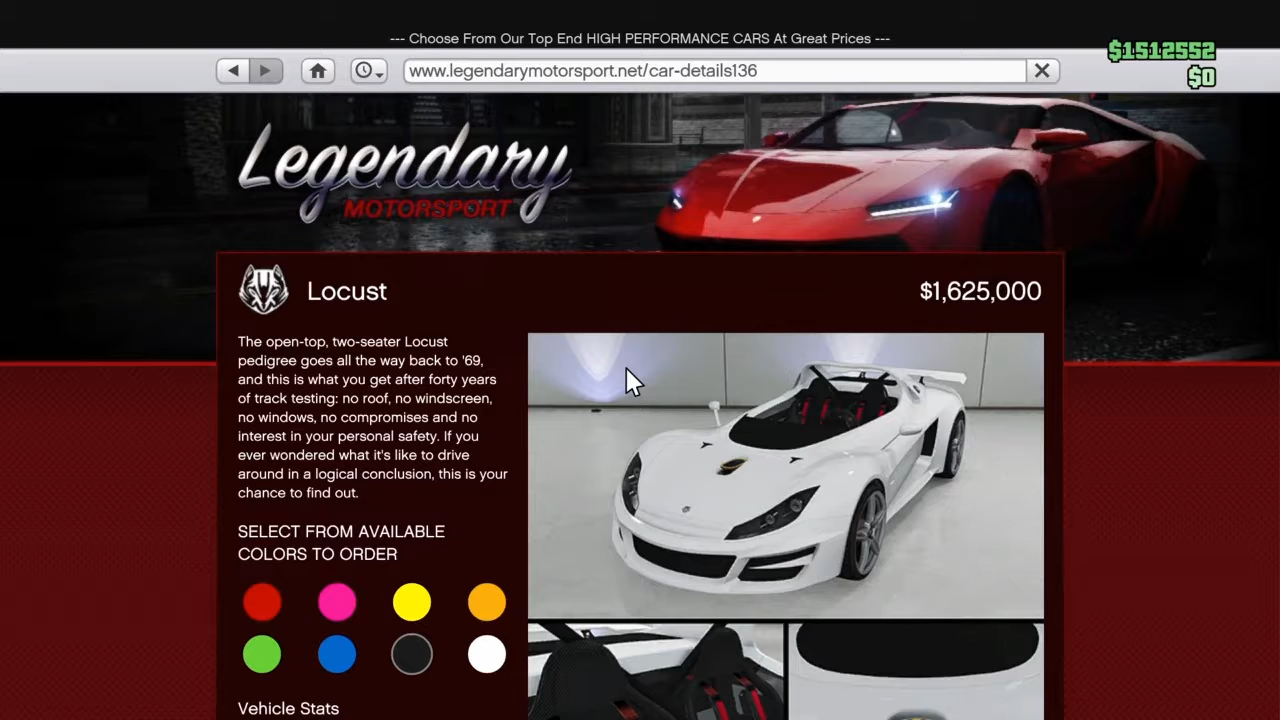 --- Choose From Our Top End HIGH PERFORMANCE CARS At Great Prices ---
$1512552
www.legendarymotorsport.net/car-details136
$0
Legendary
MOTORSPORT
Locust
$1,625,000
The open-top, two-seater Locust
pedigree goes all the way back to '69,
and this is what you get after forty years
of track testing: no roof, no windscreen,
no windows, no compromises and no
interest in your personal safety. If you
ever wondered what it's like to drive
around in a logical conclusion, this is your
chance to find out.
SELECT FROM AVAILABLE
COLORS TO ORDER
Vehicle Stats